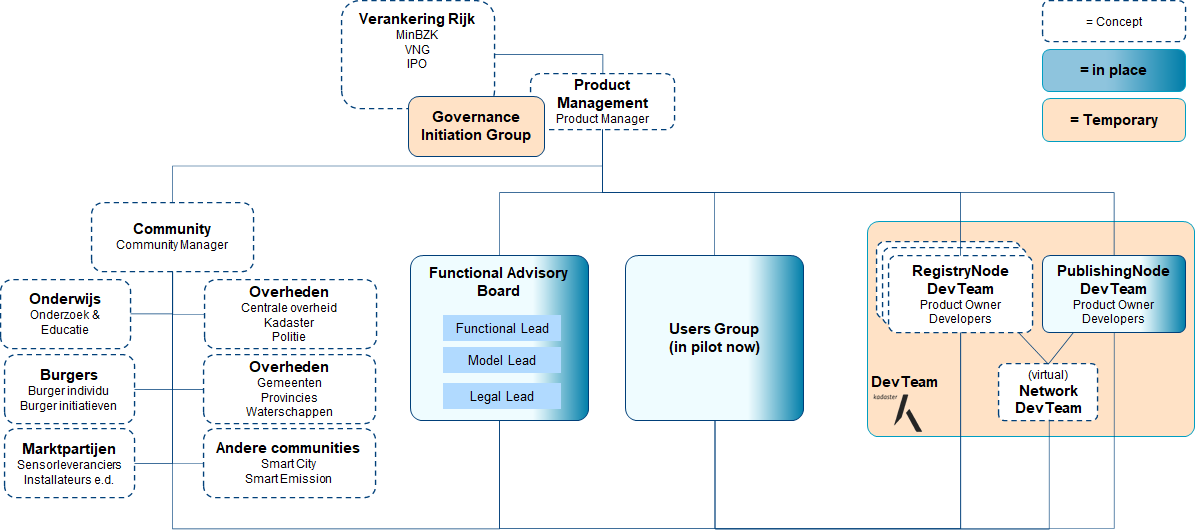 Verankering Rijk
MinBZK
VNG
IPO
= Concept
= in place
= Temporary
Product
Management
Product Manager
Governance
Initiation Group
Community
Community Manager
Onderwijs
Onderzoek &
Educatie
Overheden
Centrale overheid
Kadaster
Politie
Burgers
Burger individu
Burger initiatieven
Overheden
Gemeenten
Provincies
Waterschappen
Marktpartijen
Sensorleveranciers
Installateurs e.d.
Andere communities
Smart City
Smart Emission
Functional Advisory
Board
Functional Lead
Model Lead
Legal Lead
Users Group
(in pilot now)
RegistryNode
DevTeam
Product Owner
Developers
PublishingNode
DevTeam
Product Owner
Developers
(virtual)
Network
DevTeam
DevTeam
kadaster